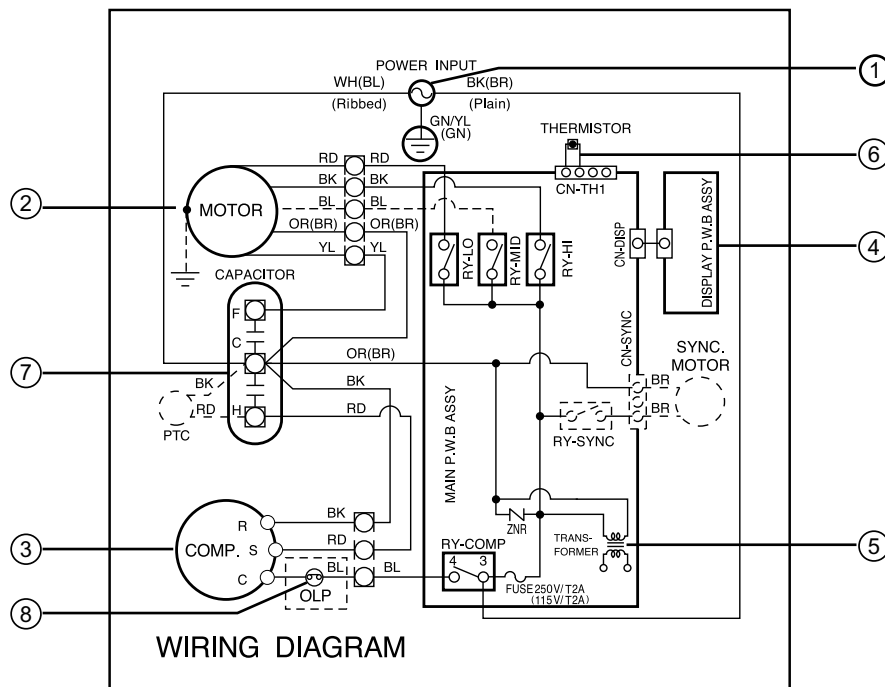 POWER INPUT
WH(BL)
BK(BR)
(Ribbed)
(Plain)
GN/YL
(GN)
1
THERMISTOR
6
CN-TH1
RD
RD
BK
BK
BL
BL
OR(BR)
OR(BR)
YL
YL
2
MOTOR
RY-LO
RY-MID
RY-HI
CN-DISP
DISPLAY P.W.B ASSY
4
CAPACITOR
F
C
H
7
BK
RD
PTC
OR(BR)
BK
RD
CN-SYNC
SYNC.
MOTOR
BR
BR
RY-SYNC
MAIN P.W.B ASSY
ZNR
TRANS-
FORMER
5
3
COMP.
R
S
C
BK
RD
BL
BL
OLP
8
RY-COMP
4 3
FUSE250V/T2A
(115V/T2A)
WIRING DIAGRAM